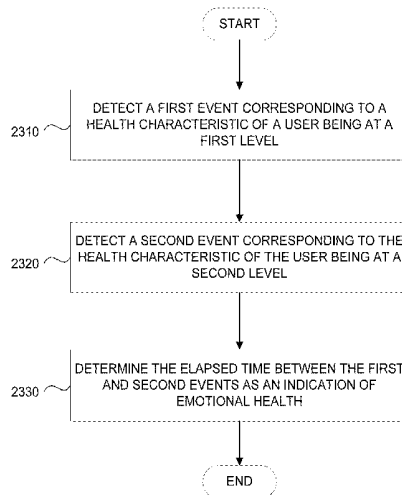 START
2310
DETECT A FIRST EVENT CORRESPONDING TO A
HEALTH CHARACTERISTIC OF A USER BEING AT A
FIRST LEVEL
2320
DETECT A SECOND EVENT CORRESPONDING TO THE
HEALTH CHARACTERISTIC OF THE USER BEING AT A
SECOND LEVEL
2330
DETERMINE THE ELAPSED TIME BETWEEN THE FIRST
AND SECOND EVENTS AS AN INDICATION OF
EMOTIONAL HEALTH
END